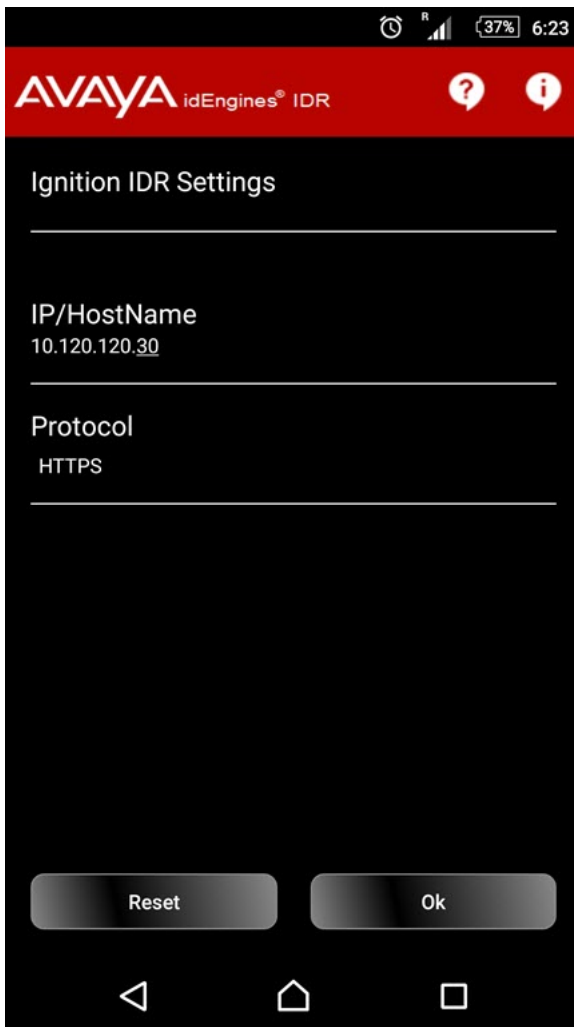 R
37% 6:23
AVAYA idEngines® IDR ? i
Ignition IDR Settings
IP/HostName
10.120.120.30
Protocol
HTTPS
Reset Ok